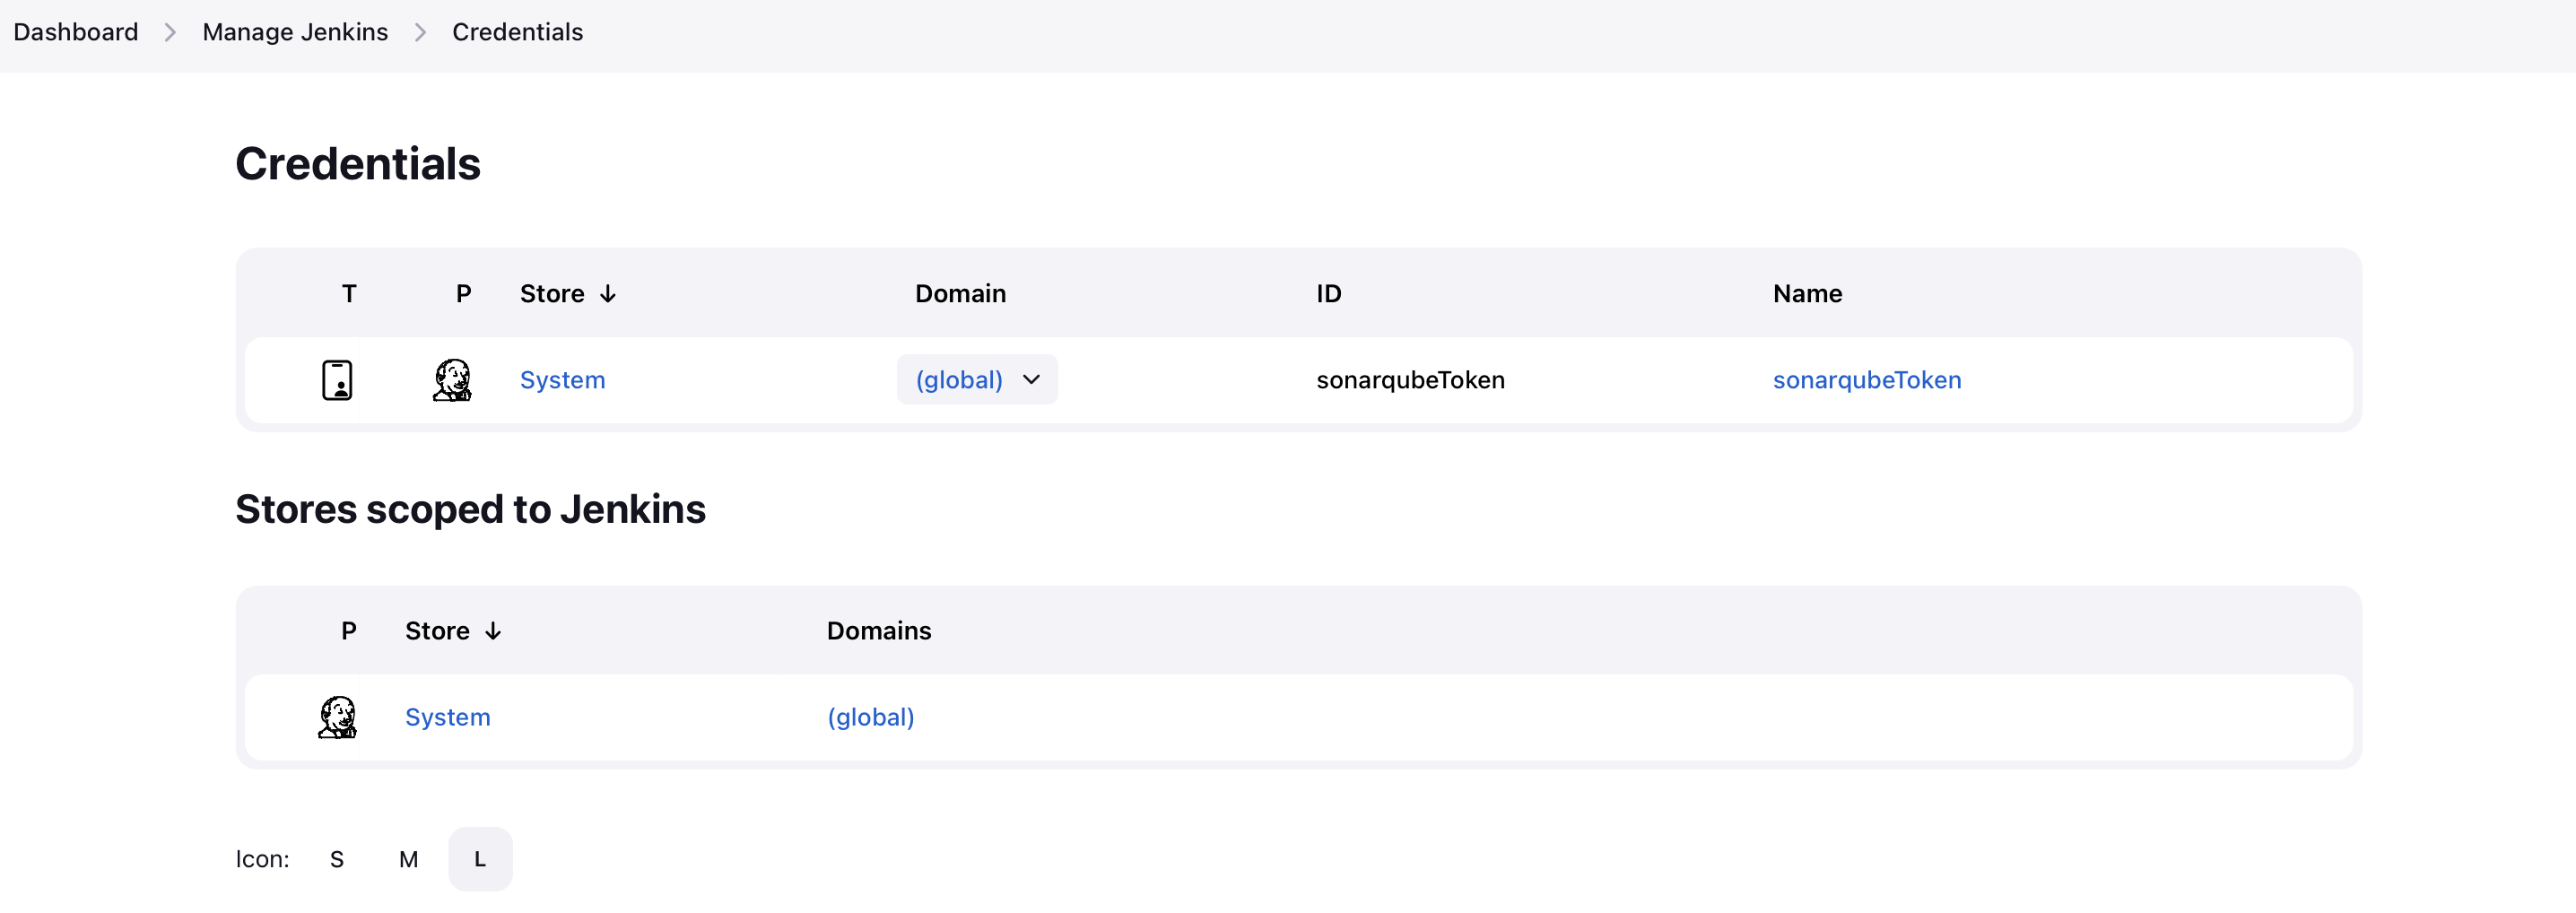 Dashboard > Manage Jenkins > Credentials
Credentials
T P Store ↓ Domain ID Name
System (global) sonarqubeToken sonarqubeToken
Stores scoped to Jenkins
P Store ↓ Domains
System (global)
Icon: S M L